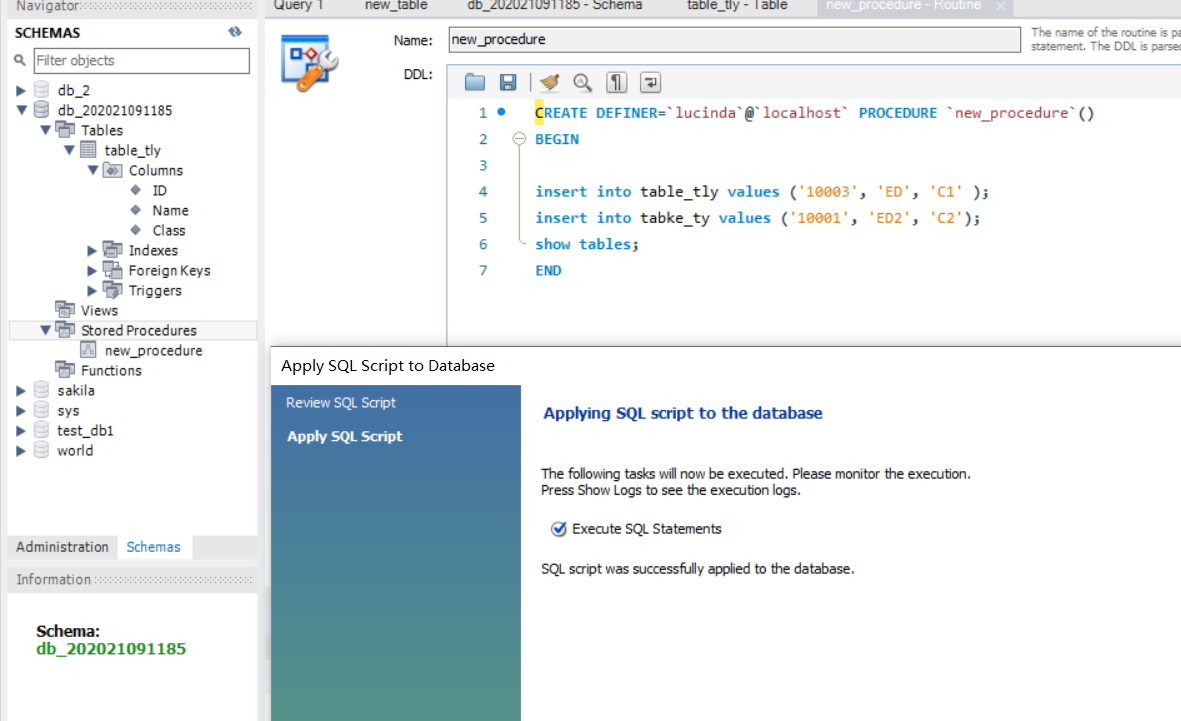 Navigator
SCHEMAS
Filter objects
db_2
db_202021091185
Tables
table_tly
Columns
ID
Name
Class
Indexes
Foreign Keys
Triggers
Views
Stored Procedures
new_procedure
Functions
sakila
sys
test_db1
world
Administration Schemas
Information
Schema:
db_202021091185
Query 1 new_table db_202021091185 - Schema table_tly - Table new_procedure - Routine
Name: new_procedure
The name of the routine is pa
statement. The DDL is parsed
DDL:
1 CREATE DEFINER=`lucinda`@`localhost` PROCEDURE `new_procedure`()
2 BEGIN
3
4 insert into table_tly values ('10003', 'ED', 'C1' );
5 insert into tabke_ty values ('10001', 'ED2', 'C2');
6 show tables;
7 END
Apply SQL Script to Database
Review SQL Script
Apply SQL Script
Applying SQL script to the database
The following tasks will now be executed. Please monitor the execution.
Press Show Logs to see the execution logs.
Execute SQL Statements
SQL script was successfully applied to the database.